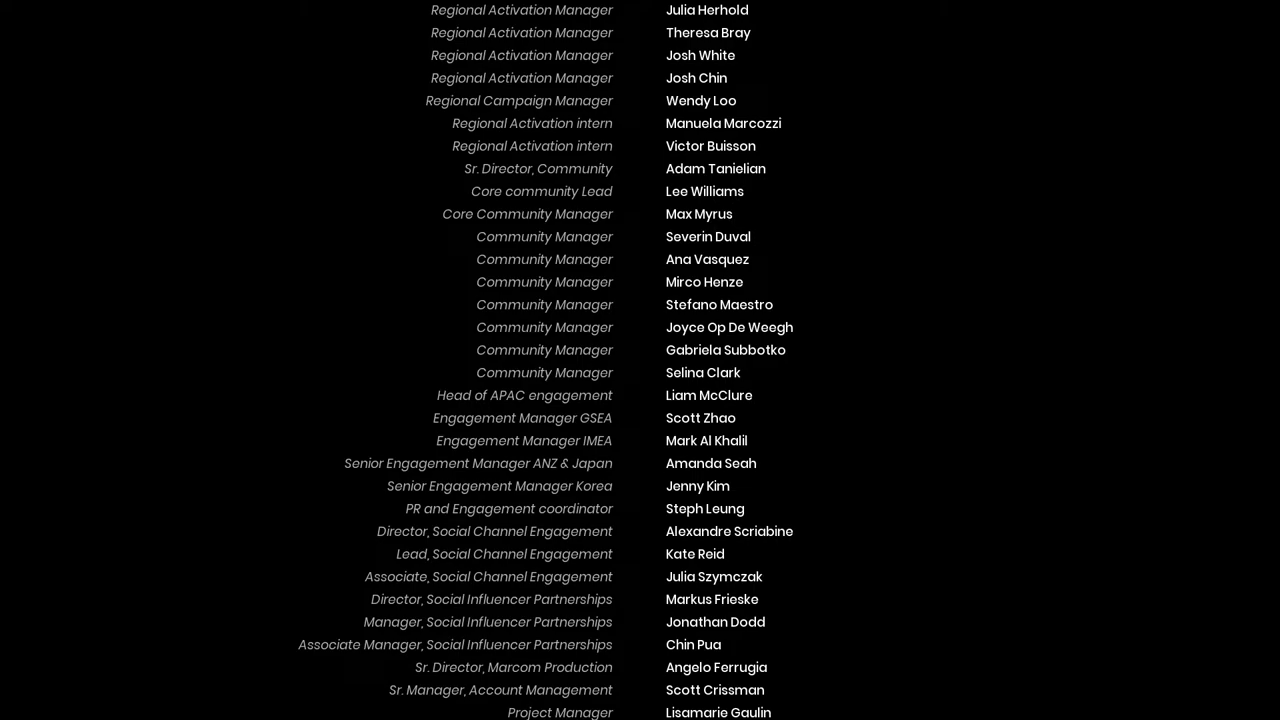 Regional Activation Manager Julia Herhold
Regional Activation Manager Theresa Bray
Regional Activation Manager Josh White
Regional Activation Manager Josh Chin
Regional Campaign Manager Wendy Loo
Regional Activation intern Manuela Marcozzi
Regional Activation intern Victor Buisson
Sr. Director, Community Adam Tanielian
Core community Lead Lee Williams
Core Community Manager Max Myrus
Community Manager Severin Duval
Community Manager Ana Vasquez
Community Manager Mirco Henze
Community Manager Stefano Maestro
Community Manager Joyce Op De Weegh
Community Manager Gabriela Subbotko
Community Manager Selina Clark
Head of APAC engagement Liam McClure
Engagement Manager GSEA Scott Zhao
Engagement Manager IMEA Mark Al Khalil
Senior Engagement Manager ANZ & Japan Amanda Seah
Senior Engagement Manager Korea Jenny Kim
PR and Engagement coordinator Steph Leung
Director, Social Channel Engagement Alexandre Scriabine
Lead, Social Channel Engagement Kate Reid
Associate, Social Channel Engagement Julia Szymczak
Director, Social Influencer Partnerships Markus Frieske
Manager, Social Influencer Partnerships Jonathan Dodd
Associate Manager, Social Influencer Partnerships Chin Pua
Sr. Director, Marcom Production Angelo Ferrugia
Sr. Manager, Account Management Scott Crissman
Project Manager Lisamarie Gaulin